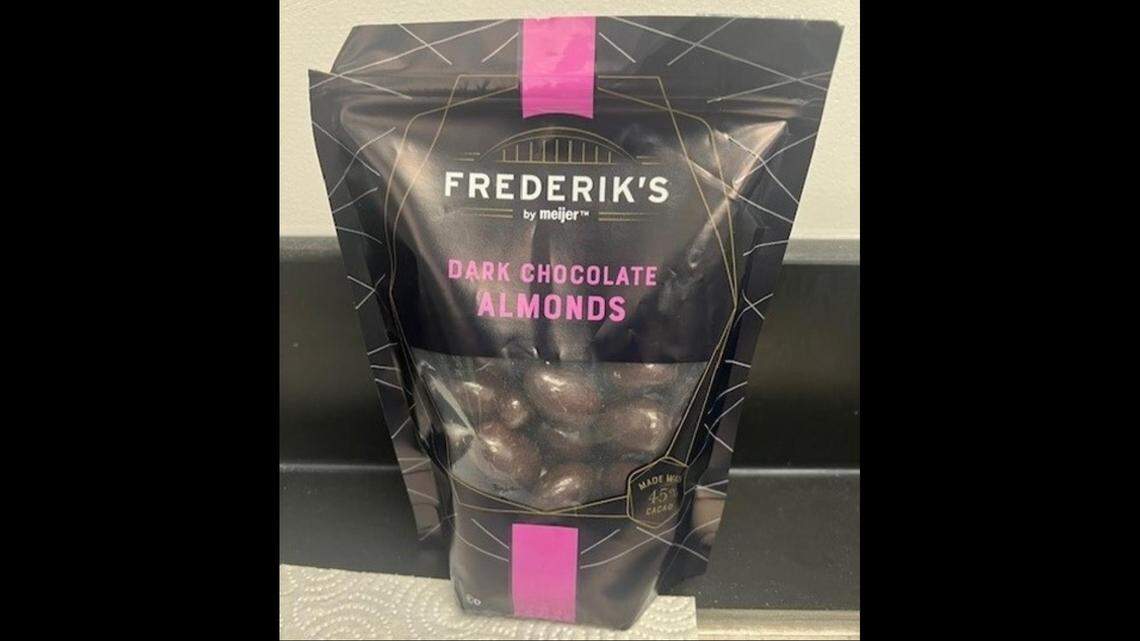 FREDERIK'S
by meijer™
DARK CHOCOLATE
ALMONDS
MADE WITH
45%
CACAO